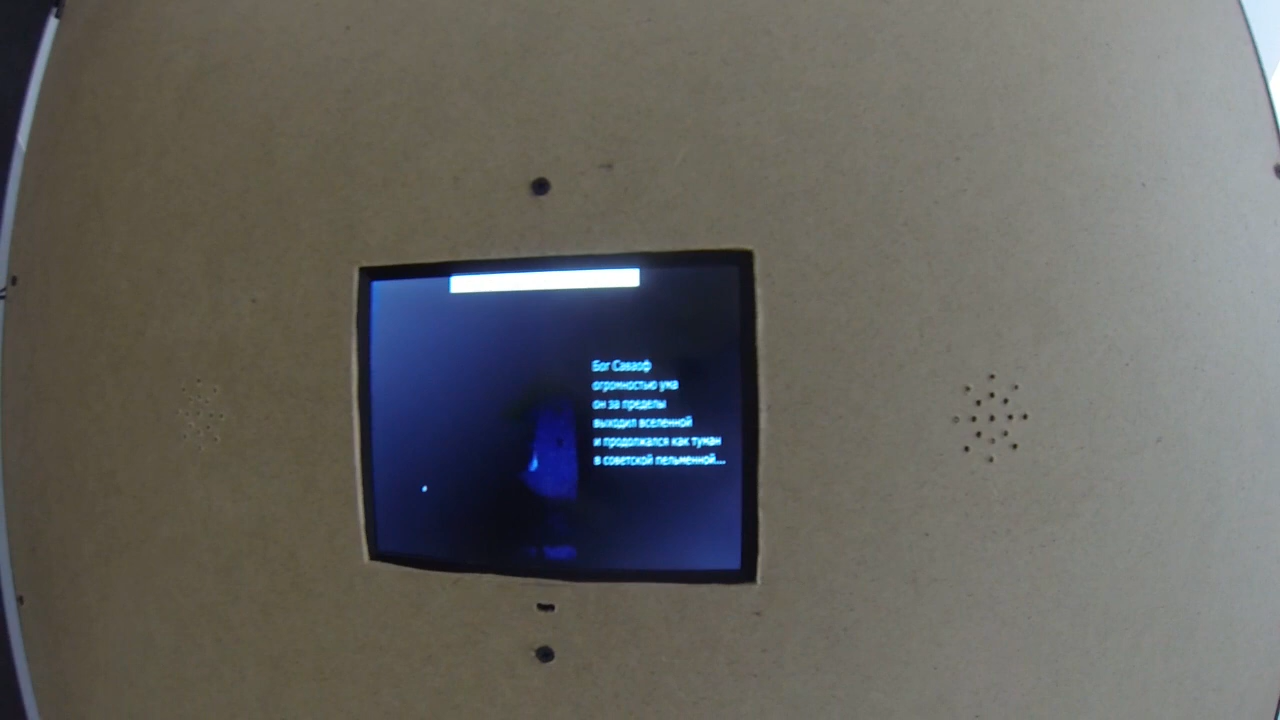 Бог Саваоф
огромностью ума
он за пределы
выходил вселенной
и продолжался как туман
в советской пельменной...